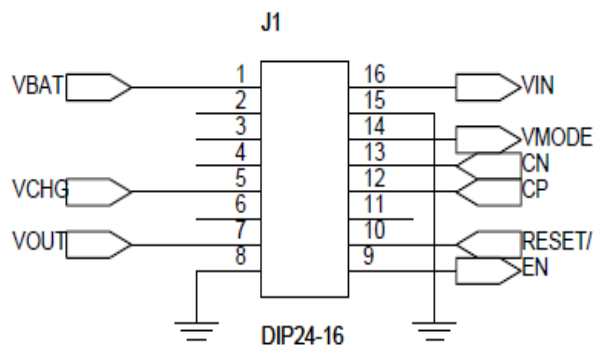 J1
VBAT 1 16 VIN
2 15
3 14 VMODE
4 13 CN
VCHG 5 12 CP
6 11
VOUT 7 10 RESET/
8 9 EN
DIP24-16